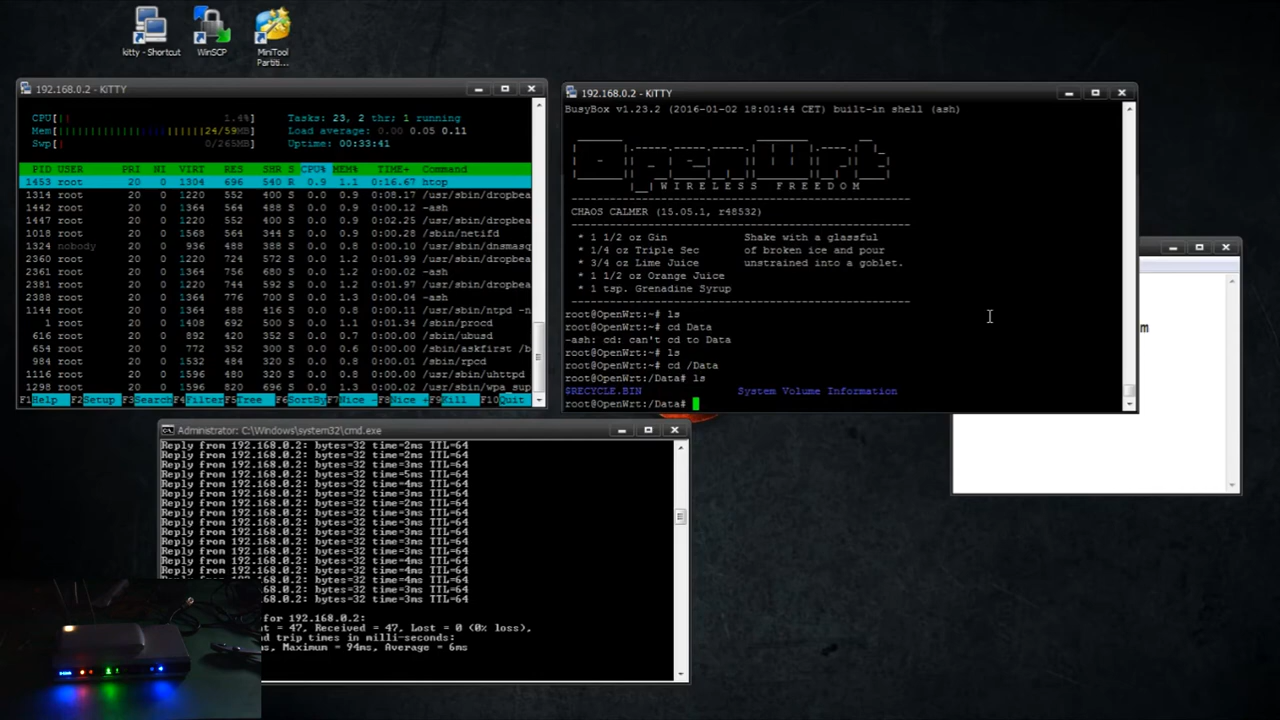 kitty - Shortcut
WinSCP
MiniTool
Partiti...
192.168.0.2 - KiTTY
CPU[ 1.4%]
Mem[ 24/59MB]
Swp[ 0/265MB]
Tasks: 23, 2 thr; 1 running
Load average: 0.00 0.05 0.11
Uptime: 00:33:41
PID USER PRI NI VIRT RES SHR S CPU% MEM% TIME+ Command
1453 root 20 0 1304 696 540 R 0.9 1.1 0:16.67 htop
1314 root 20 0 1220 552 400 S 0.0 0.9 0:08.17 /usr/sbin/dropbea
1442 root 20 0 1364 564 488 S 0.0 0.9 0:00.11 -ash
1447 root 20 0 1220 552 400 S 0.0 0.9 0:02.25 /usr/sbin/dropbea
1018 root 20 0 1568 564 344 S 0.0 0.9 0:00.28 /sbin/netifd
1324 nobody 20 0 936 488 388 S 0.0 0.8 0:00.10 /usr/sbin/dnsmasq
2360 root 20 0 1220 724 572 S 0.0 1.2 0:01.99 /usr/sbin/dropbea
2361 root 20 0 1364 756 680 S 0.0 1.2 0:00.06 -ash
2381 root 20 0 1220 744 592 S 0.0 1.2 0:01.97 /usr/sbin/dropbea
2388 root 20 0 1364 776 700 S 0.0 1.3 0:00.04 -ash
1144 root 20 0 1364 488 416 S 0.0 0.8 0:00.10 /usr/sbin/ntpd -n
1 root 20 0 1408 692 500 S 0.0 1.1 0:01.34 /sbin/procd
616 root 20 0 892 420 352 S 0.0 0.7 0:00.06 /sbin/ubusd
654 root 20 0 772 352 300 S 0.0 0.6 0:00.00 /sbin/askfirst /b
984 root 20 0 1532 484 320 S 0.0 0.8 0:00.01 /sbin/rpcd
1116 root 20 0 1596 484 320 S 0.0 0.8 0:00.00 /usr/sbin/uhttpd
1298 root 20 0 1596 820 636 S 0.0 1.3 0:00.02 /usr/sbin/wpa_sup
F1Help F2Setup F3Search F4Filter F5Tree F6SortBy F7Nice -F8Nice +F9Kill F10Quit
192.168.0.2 - KiTTY
BusyBox v1.23.2 (2016-01-02 18:01:44 CET) built-in shell (ash)
OpenWrt
W I R E L E S S F R E E D O M
CHAOS CALMER (15.05.1, r48532)
* 1 1/2 oz Gin Shake with a glassful
* 1/4 oz Triple Sec of broken ice and pour
* 3/4 oz Lime Juice unstrained into a goblet.
* 1 1/2 oz Orange Juice
* 1 tsp. Grenadine Syrup
root@OpenWrt:~# ls
root@OpenWrt:~# cd Data
-ash: cd: can't cd to Data
root@OpenWrt:~# ls
root@OpenWrt:~# cd /Data
root@OpenWrt:/Data# ls
$RECYCLE.BIN System Volume Information
root@OpenWrt:/Data#
m
Administrator: C:\Windows\system32\cmd.exe
Reply from 192.168.0.2: bytes=32 time=2ms TTL=64
Reply from 192.168.0.2: bytes=32 time=2ms TTL=64
Reply from 192.168.0.2: bytes=32 time=3ms TTL=64
Reply from 192.168.0.2: bytes=32 time=5ms TTL=64
Reply from 192.168.0.2: bytes=32 time=4ms TTL=64
Reply from 192.168.0.2: bytes=32 time=3ms TTL=64
Reply from 192.168.0.2: bytes=32 time=2ms TTL=64
Reply from 192.168.0.2: bytes=32 time=3ms TTL=64
Reply from 192.168.0.2: bytes=32 time=3ms TTL=64
Reply from 192.168.0.2: bytes=32 time=3ms TTL=64
Reply from 192.168.0.2: bytes=32 time=3ms TTL=64
Reply from 192.168.0.2: bytes=32 time=3ms TTL=64
Reply from 192.168.0.2: bytes=32 time=4ms TTL=64
Reply from 192.168.0.2: bytes=32 time=4ms TTL=64
Reply from 192.168.0.2: bytes=32 time=4ms TTL=64
Reply from 192.168.0.2: bytes=32 time=3ms TTL=64
Reply from 192.168.0.2: bytes=32 time=3ms TTL=64
for 192.168.0.2:
t = 47, Received = 47, Lost = 0 (0% loss),
nd trip times in milli-seconds:
s, Maximum = 94ms, Average = 6ms